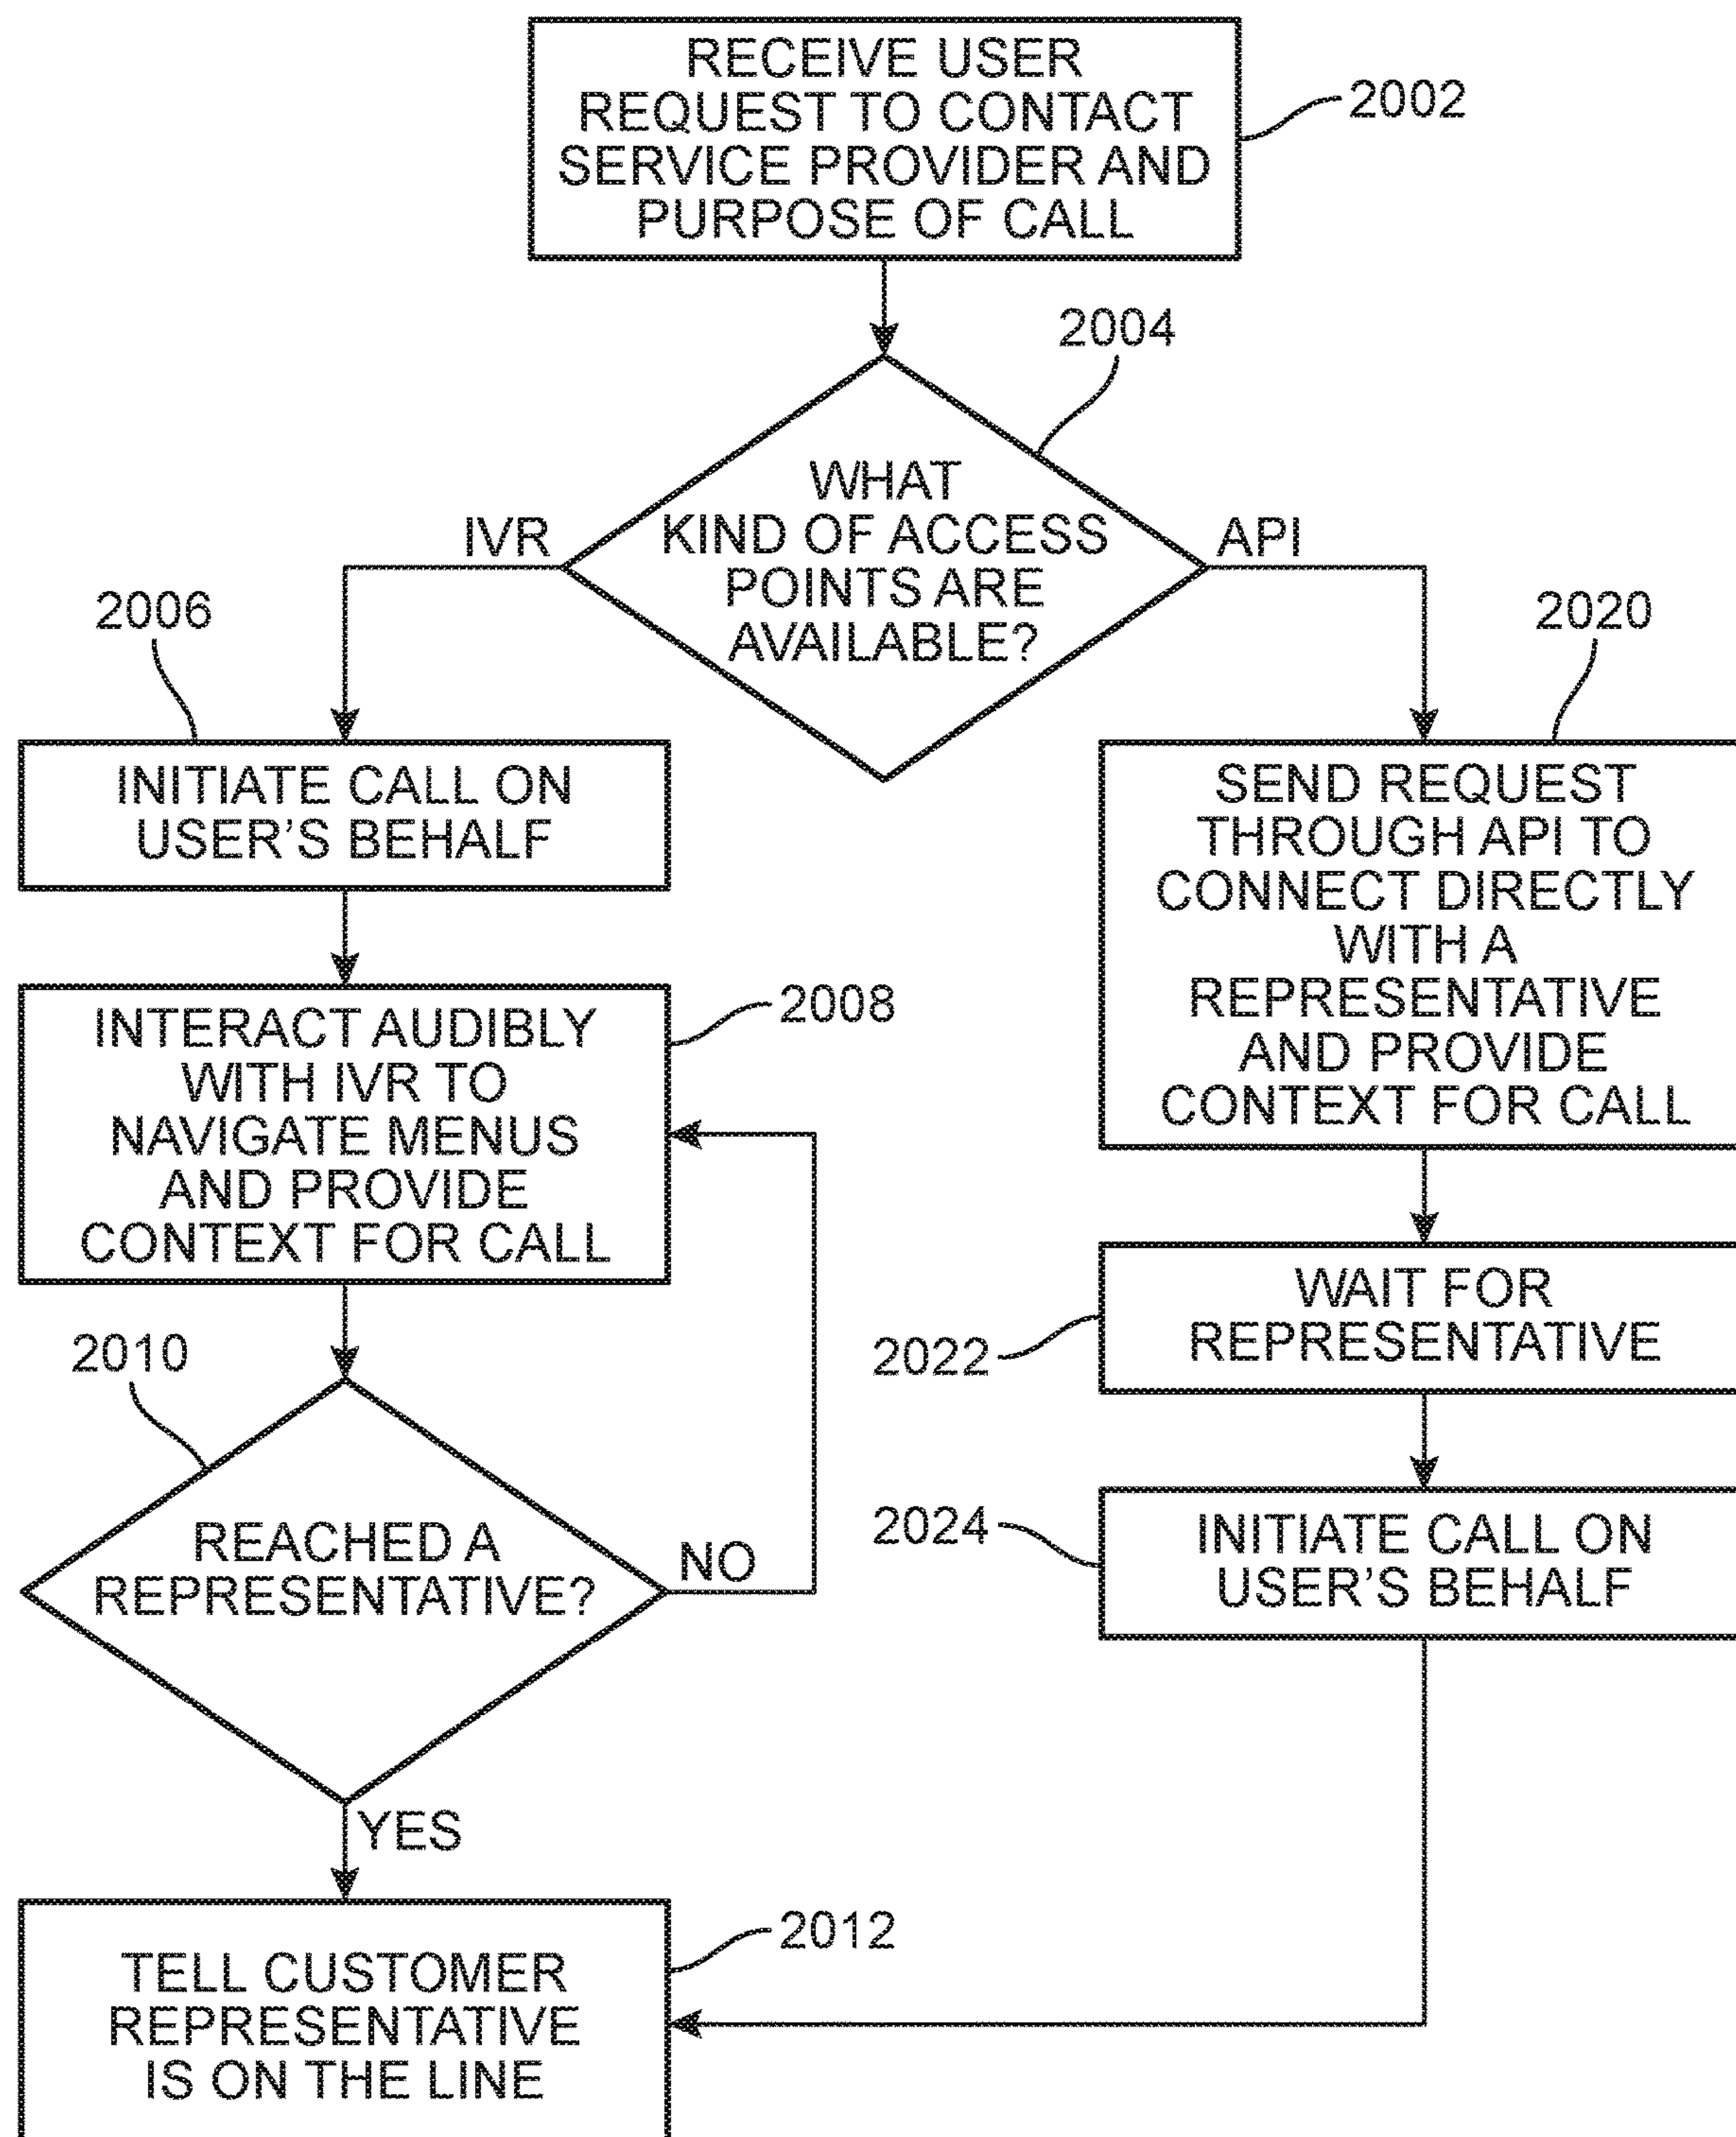 RECEIVE USER
REQUEST TO CONTACT
SERVICE PROVIDER AND
PURPOSE OF CALL
2002
2004
WHAT
KIND OF ACCESS
POINTS ARE
AVAILABLE?
IVR
API
2006
INITIATE CALL ON
USER'S BEHALF
2020
SEND REQUEST
THROUGH API TO
CONNECT DIRECTLY
WITH A
REPRESENTATIVE
AND PROVIDE
CONTEXT FOR CALL
2008
INTERACT AUDIBLY
WITH IVR TO
NAVIGATE MENUS
AND PROVIDE
CONTEXT FOR CALL
2022
WAIT FOR
REPRESENTATIVE
2010
REACHED A
REPRESENTATIVE?
NO
YES
2024
INITIATE CALL ON
USER'S BEHALF
2012
TELL CUSTOMER
REPRESENTATIVE
IS ON THE LINE